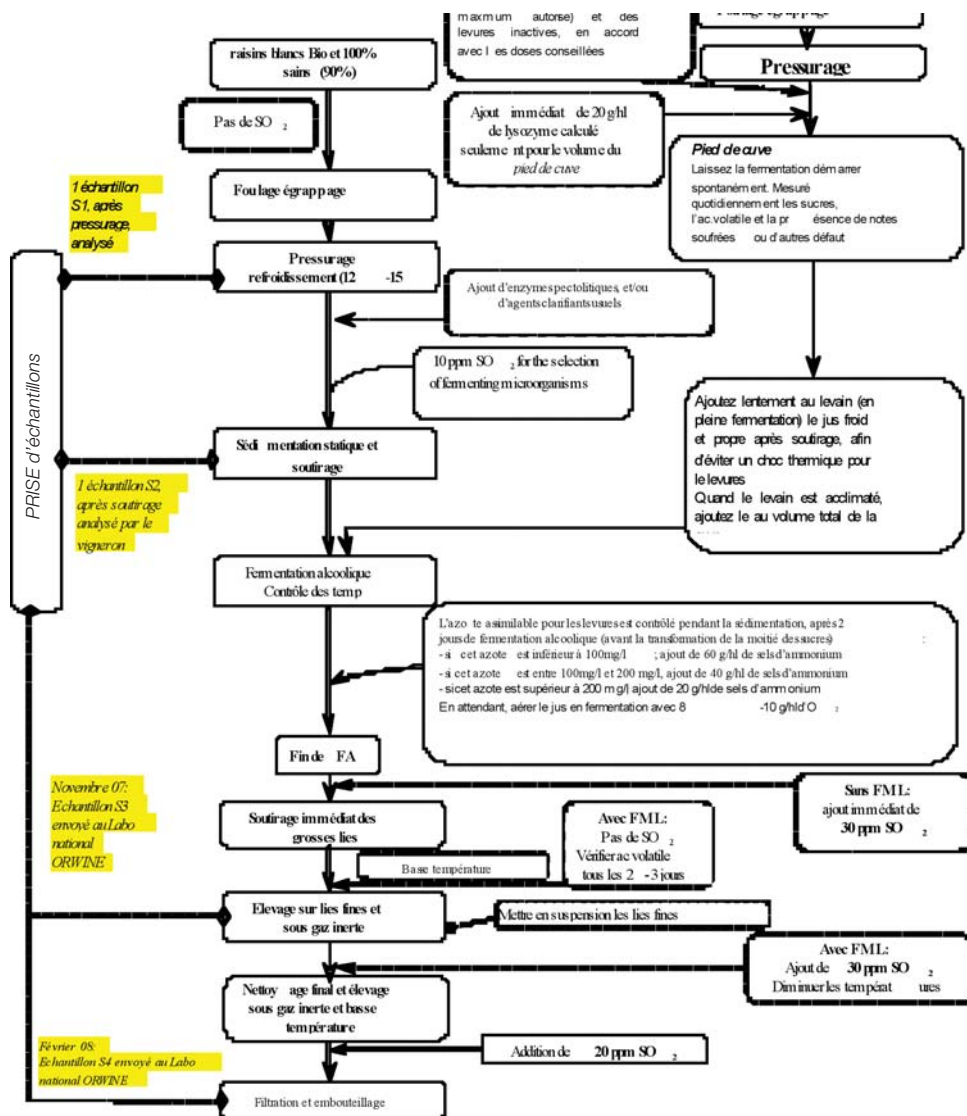 maxmum autorse) et des
levures inactives, en accord
avec l es doses conseillées
Pressurage
raisins blancs Bio et 100%
sains (90%)
Pas de SO 2
Ajout immédiat de 20 g/hl
de lysozyme calculé
seuleme nt pour le volume du
pied de cuve
Pied de cuve
Laissez la fermentation démarrer
spontaném ent. Mesuré
quotidiennement les sucres,
l'ac.volatile et la pr ésence de notes
soufrées ou d'autres défaut
1 échantillon
S1, après
pressurage,
analysé
Foulage égrappage
Pressurage
refroidissement (12 -15
Ajout d'enzymes pectolitiques, et/ou
d'agents clarifiants usuels
10 ppm SO 2 for the selection
of fermenting microorganisms
PRISE d'échantillons
Sédi mentation statique et
soutirage
Ajoutez lentement au levain (en
pleine fermentation) le jus froid
et propre après soutirage, afin
d'éviter un choc thermique pour
le levures
Quand le levain est acclimaté,
ajoutez le au volume total de la
1 échantillon S2,
après soutirage
analysé par le
vigneron
Fermentation alcoolique
Contrôle des temp
L'azo te assimilable pour les levures est contrôlé pendant la sédimentation, après 2
jours de fermentation alcoolique (avant la transformation de la moitié des sucres) :
- si cet azote est inférieur à 100mg/l ; ajout de 60 g/hl de sels d'ammonium
- si cet azote est entre 100mg/l et 200 mg/l, ajout de 40 g/hl de sels d'ammonium
- si cet azote est supérieur à 200 mg/l ajout de 20 g/hl de sels d'ammonium
En attendant, aérer le jus en fermentation avec 8 -10 g/hl d'O 2
Fin de FA
Novembre 07:
Echantillon S3
envoyé au Labo
national
ORWINE
Sans FML:
ajout immédiat de
30 ppm SO 2
Soutirage immédiat des
grosses lies
Avec FML:
Pas de SO 2
Vérifier ac volatile
tous les 2 -3 jours
Basse température
Elevage sur lies fines et
sous gaz inerte
Mettre en suspension les lies fines
Avec FML:
Ajout de 30 ppm SO 2
Diminuer les températ ures
Nettoy age final et élevage
sous gaz inerte et basse
température
Février 08:
Echantillon S4 envoyé au Labo
national ORWINE
Addition de 20 ppm SO 2
Filtration et embouteillage